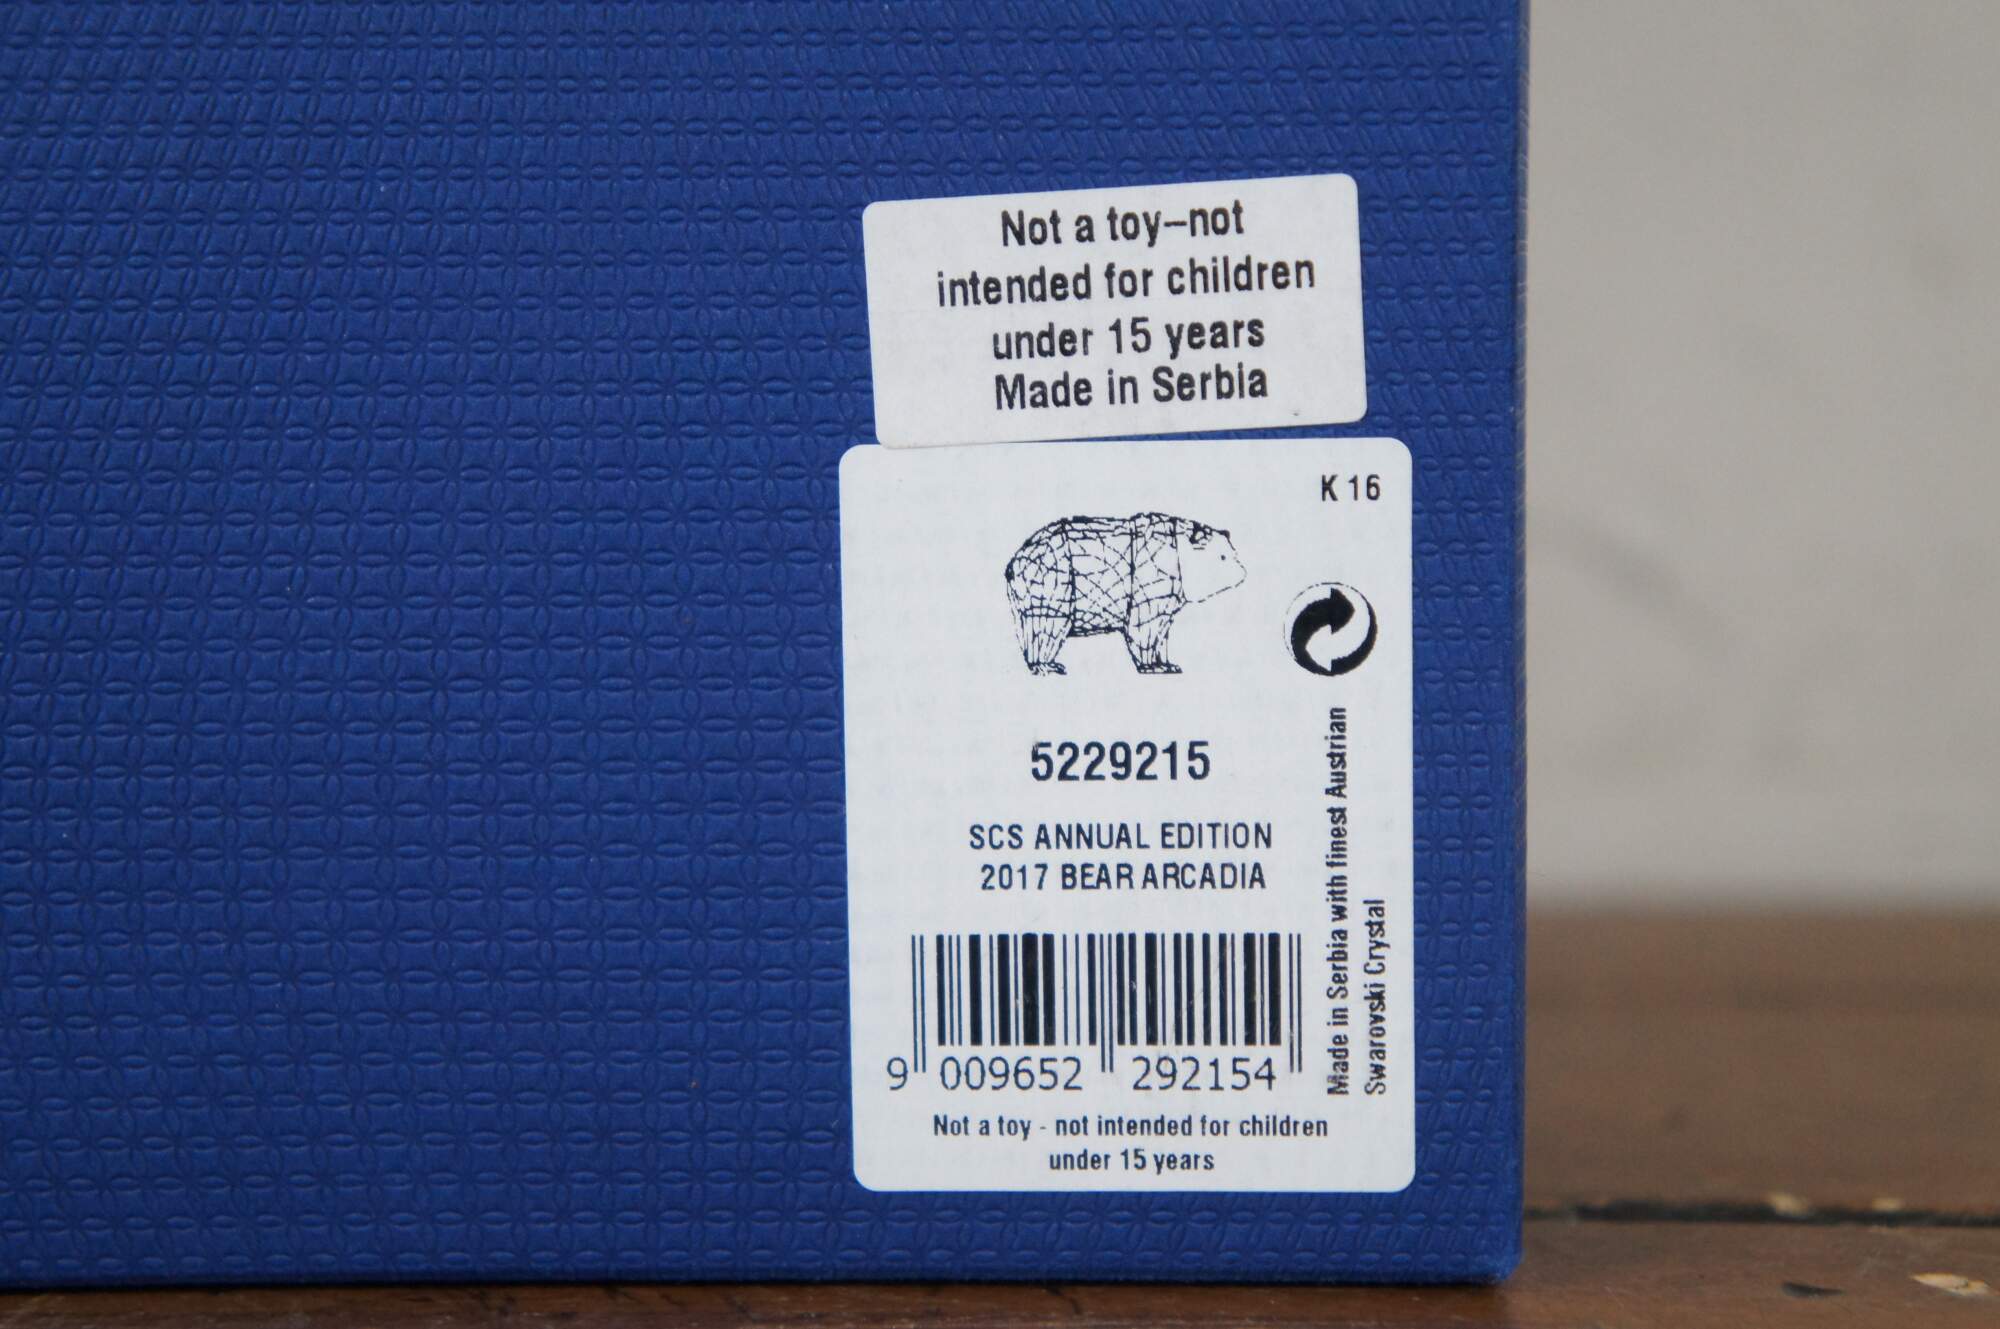 Not a toy–not
intended for children
under 15 years
Made in Serbia
K 16
5229215
SCS ANNUAL EDITION
2017 BEAR ARCADIA
9 009652 292154
Not a toy - not intended for children
under 15 years
Made in Serbia with finest Austrian
Swarovski Crystal